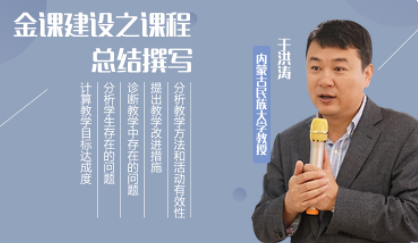 金课建设之课程
总结撰写
于洪涛
内蒙古民族大学教授
分析教学方法和活动有效性
提出教学改进措施
诊断教学中存在的问题
分析学生存在的问题
计算教学目标达成度